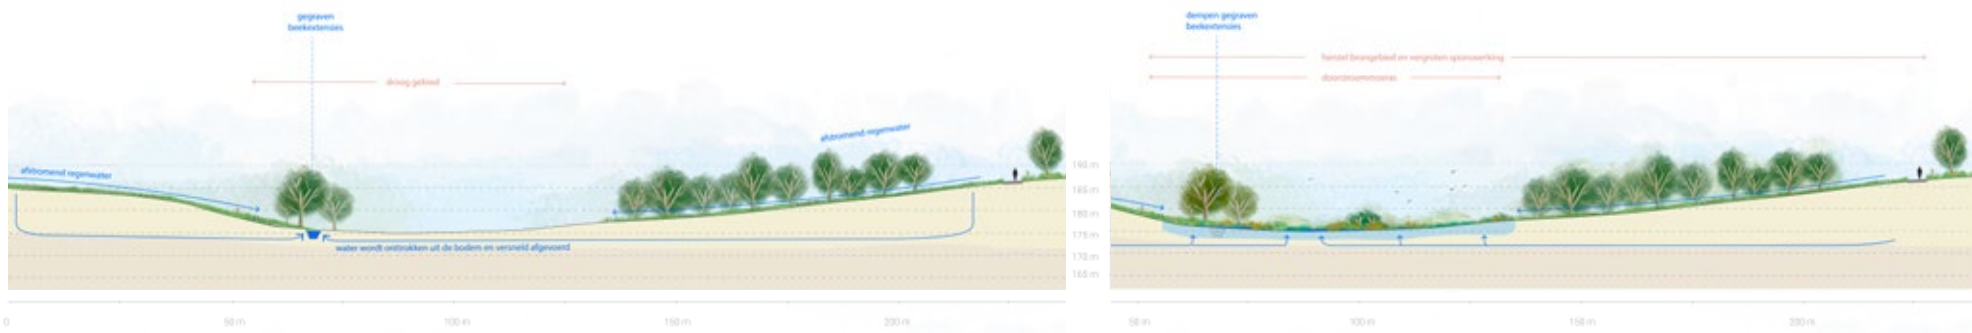 gegraven
beekextensies
droog gebied
afstromend regenwater
afstromend regenwater
water wordt onttrokken uit de bodem en versneld afgevoerd
0
50 m
100 m
150 m
200 m
dempen gegraven
beekextensies
herstel brongebied en vergroten sponswerking
doorstroommoeras
190 m
185 m
180 m
175 m
170 m
165 m
50 m
100 m
150 m
200 m